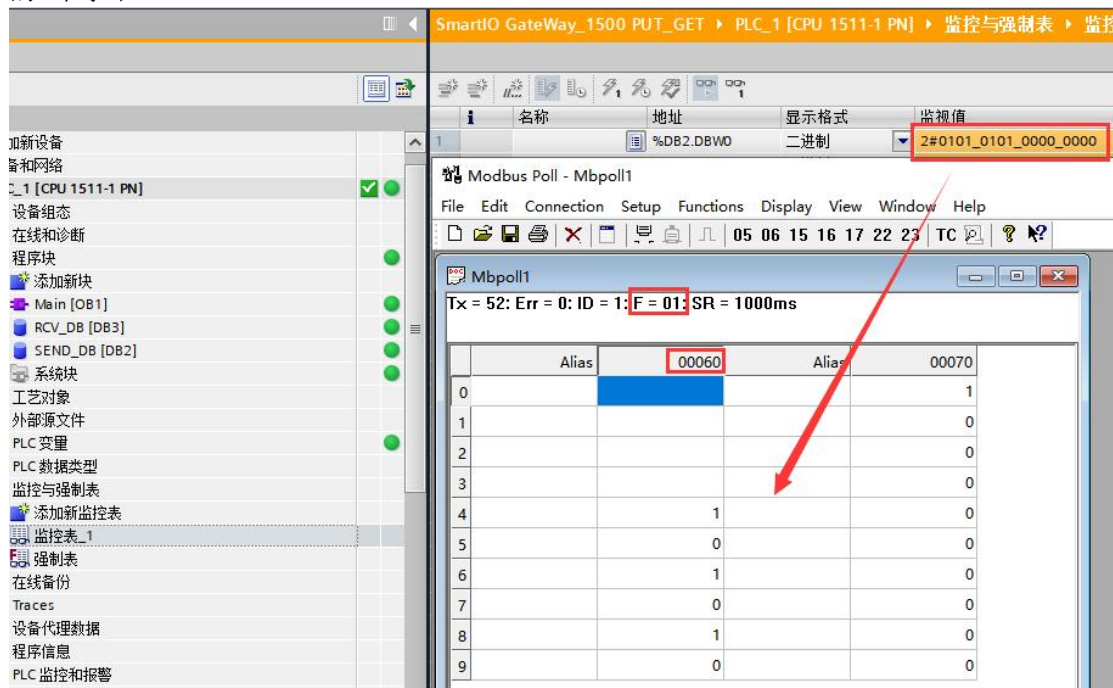 SmartIO GateWay_1500 PUT_GET ▸ PLC_1 [CPU 1511-1 PN] ▸ 监控与强制表 ▸
i 名称 地址 显示格式 监视值
1 %DB2.DBW0 二进制 2#0101_0101_0000_0000
加新设备
备和网络
C_1 [CPU 1511-1 PN]
设备组态
在线和诊断
程序块
添加新块
Main [OB1]
RCV_DB [DB3]
SEND_DB [DB2]
系统块
工艺对象
外部源文件
PLC 变量
PLC 数据类型
监控与强制表
添加新监控表
监控表_1
强制表
在线备份
Traces
设备代理数据
程序信息
PLC 监控和报警
Modbus Poll - Mbpoll1
File Edit Connection Setup Functions Display View Window Help
05 06 15 16 17 22 23 TC
Mbpoll1
Tx = 52: Err = 0: ID = 1: F = 01: SR = 1000ms
Alias 00060 Alias 00070
0 1
1 0
2 0
3 0
4 1 0
5 0 0
6 1 0
7 0 0
8 1 0
9 0 0